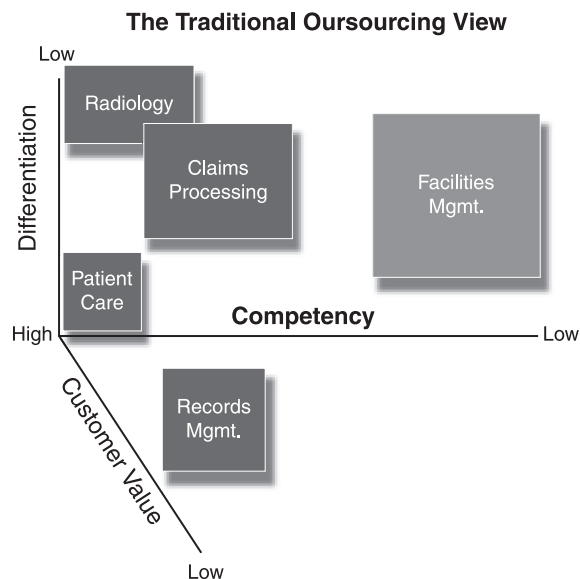 The Traditional Oursourcing View
Low
Differentiation
Radiology
Claims
Processing
Facilities
Mgmt.
Patient
Care
Competency
High
Low
Customer Value
Records
Mgmt.
Low